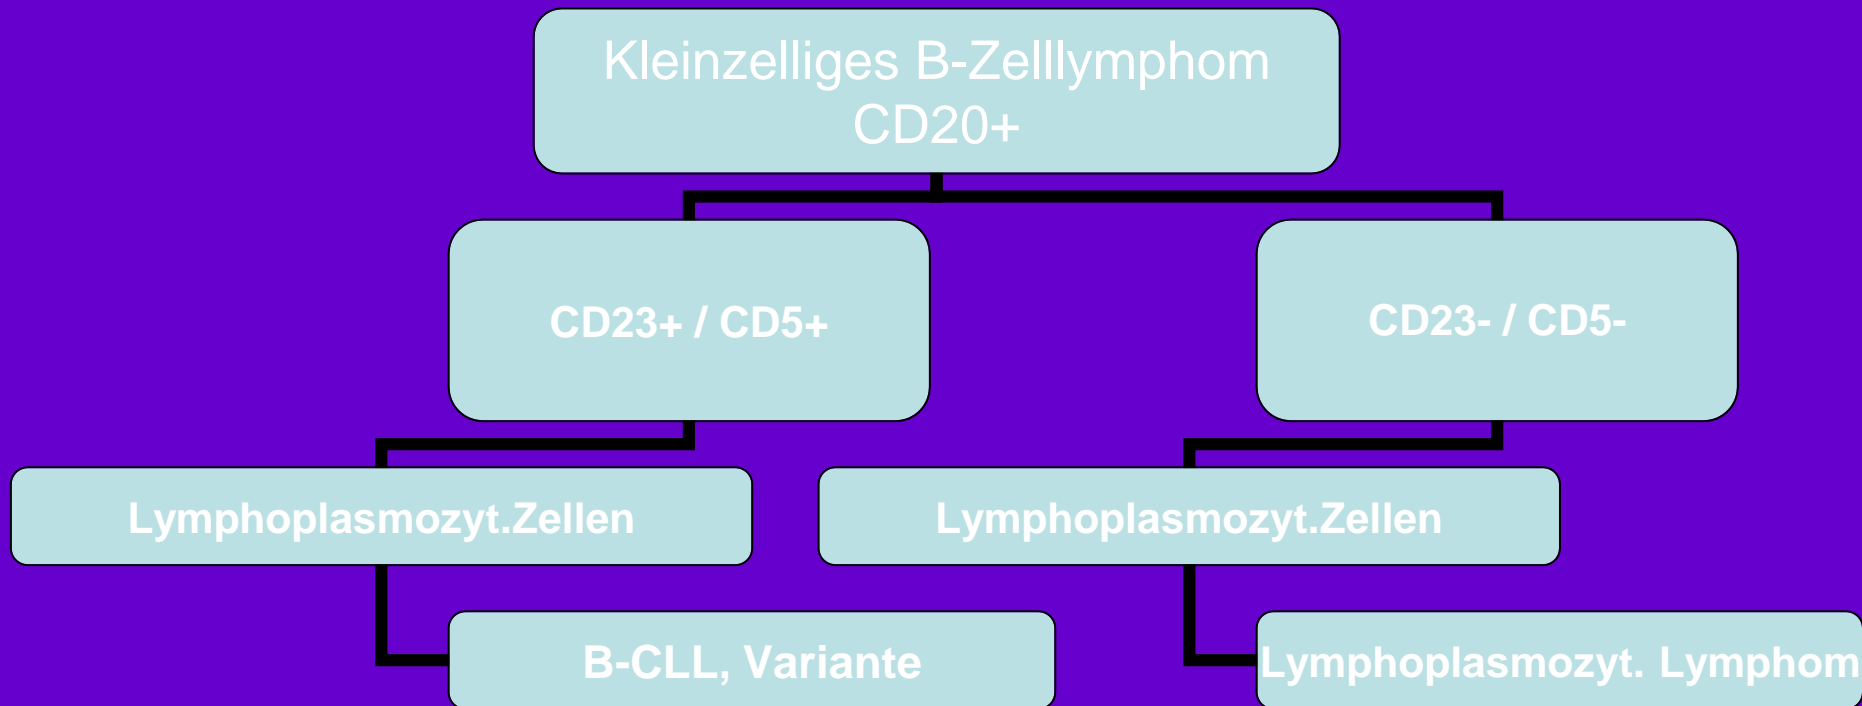 Kleinzelliges B-Zelllymphom
CD20+
CD23+ / CD5+
CD23- / CD5-
Lymphoplasmozyt.Zellen
Lymphoplasmozyt.Zellen
B-CLL, Variante
Lymphoplasmozyt. Lymphom